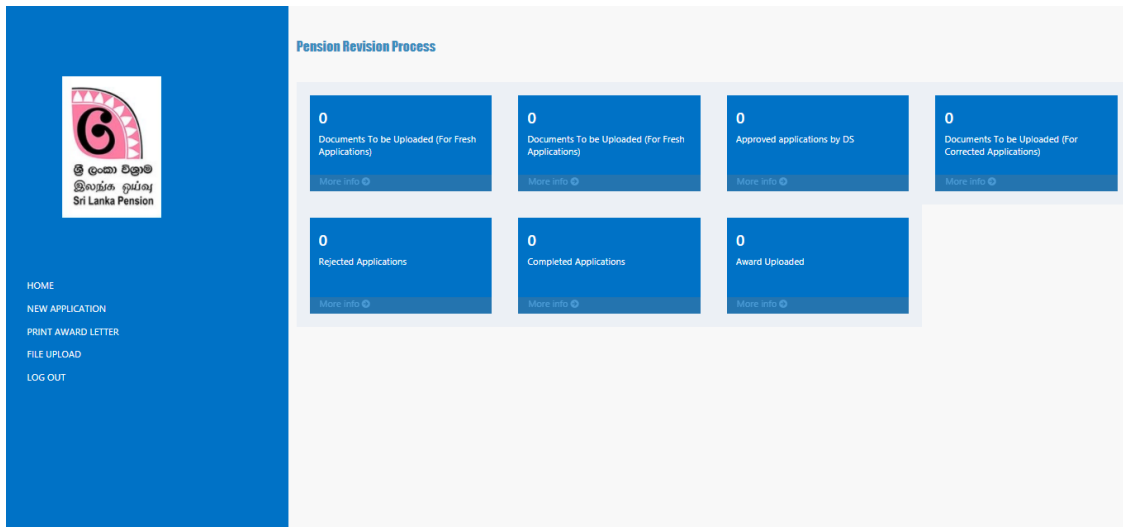 ශ්‍රී ලංකා විශ්‍රාම
இலங்கை ஓய்வு
Sri Lanka Pension
HOME
NEW APPLICATION
PRINT AWARD LETTER
FILE UPLOAD
LOG OUT
Pension Revision Process
0
Documents To be Uploaded (For Fresh
Applications)
More info
0
Documents To be Uploaded (For Fresh
Applications)
More info
0
Approved applications by DS
More info
0
Documents To be Uploaded (For
Corrected Applications)
More info
0
Rejected Applications
More info
0
Completed Applications
More info
0
Award Uploaded
More info